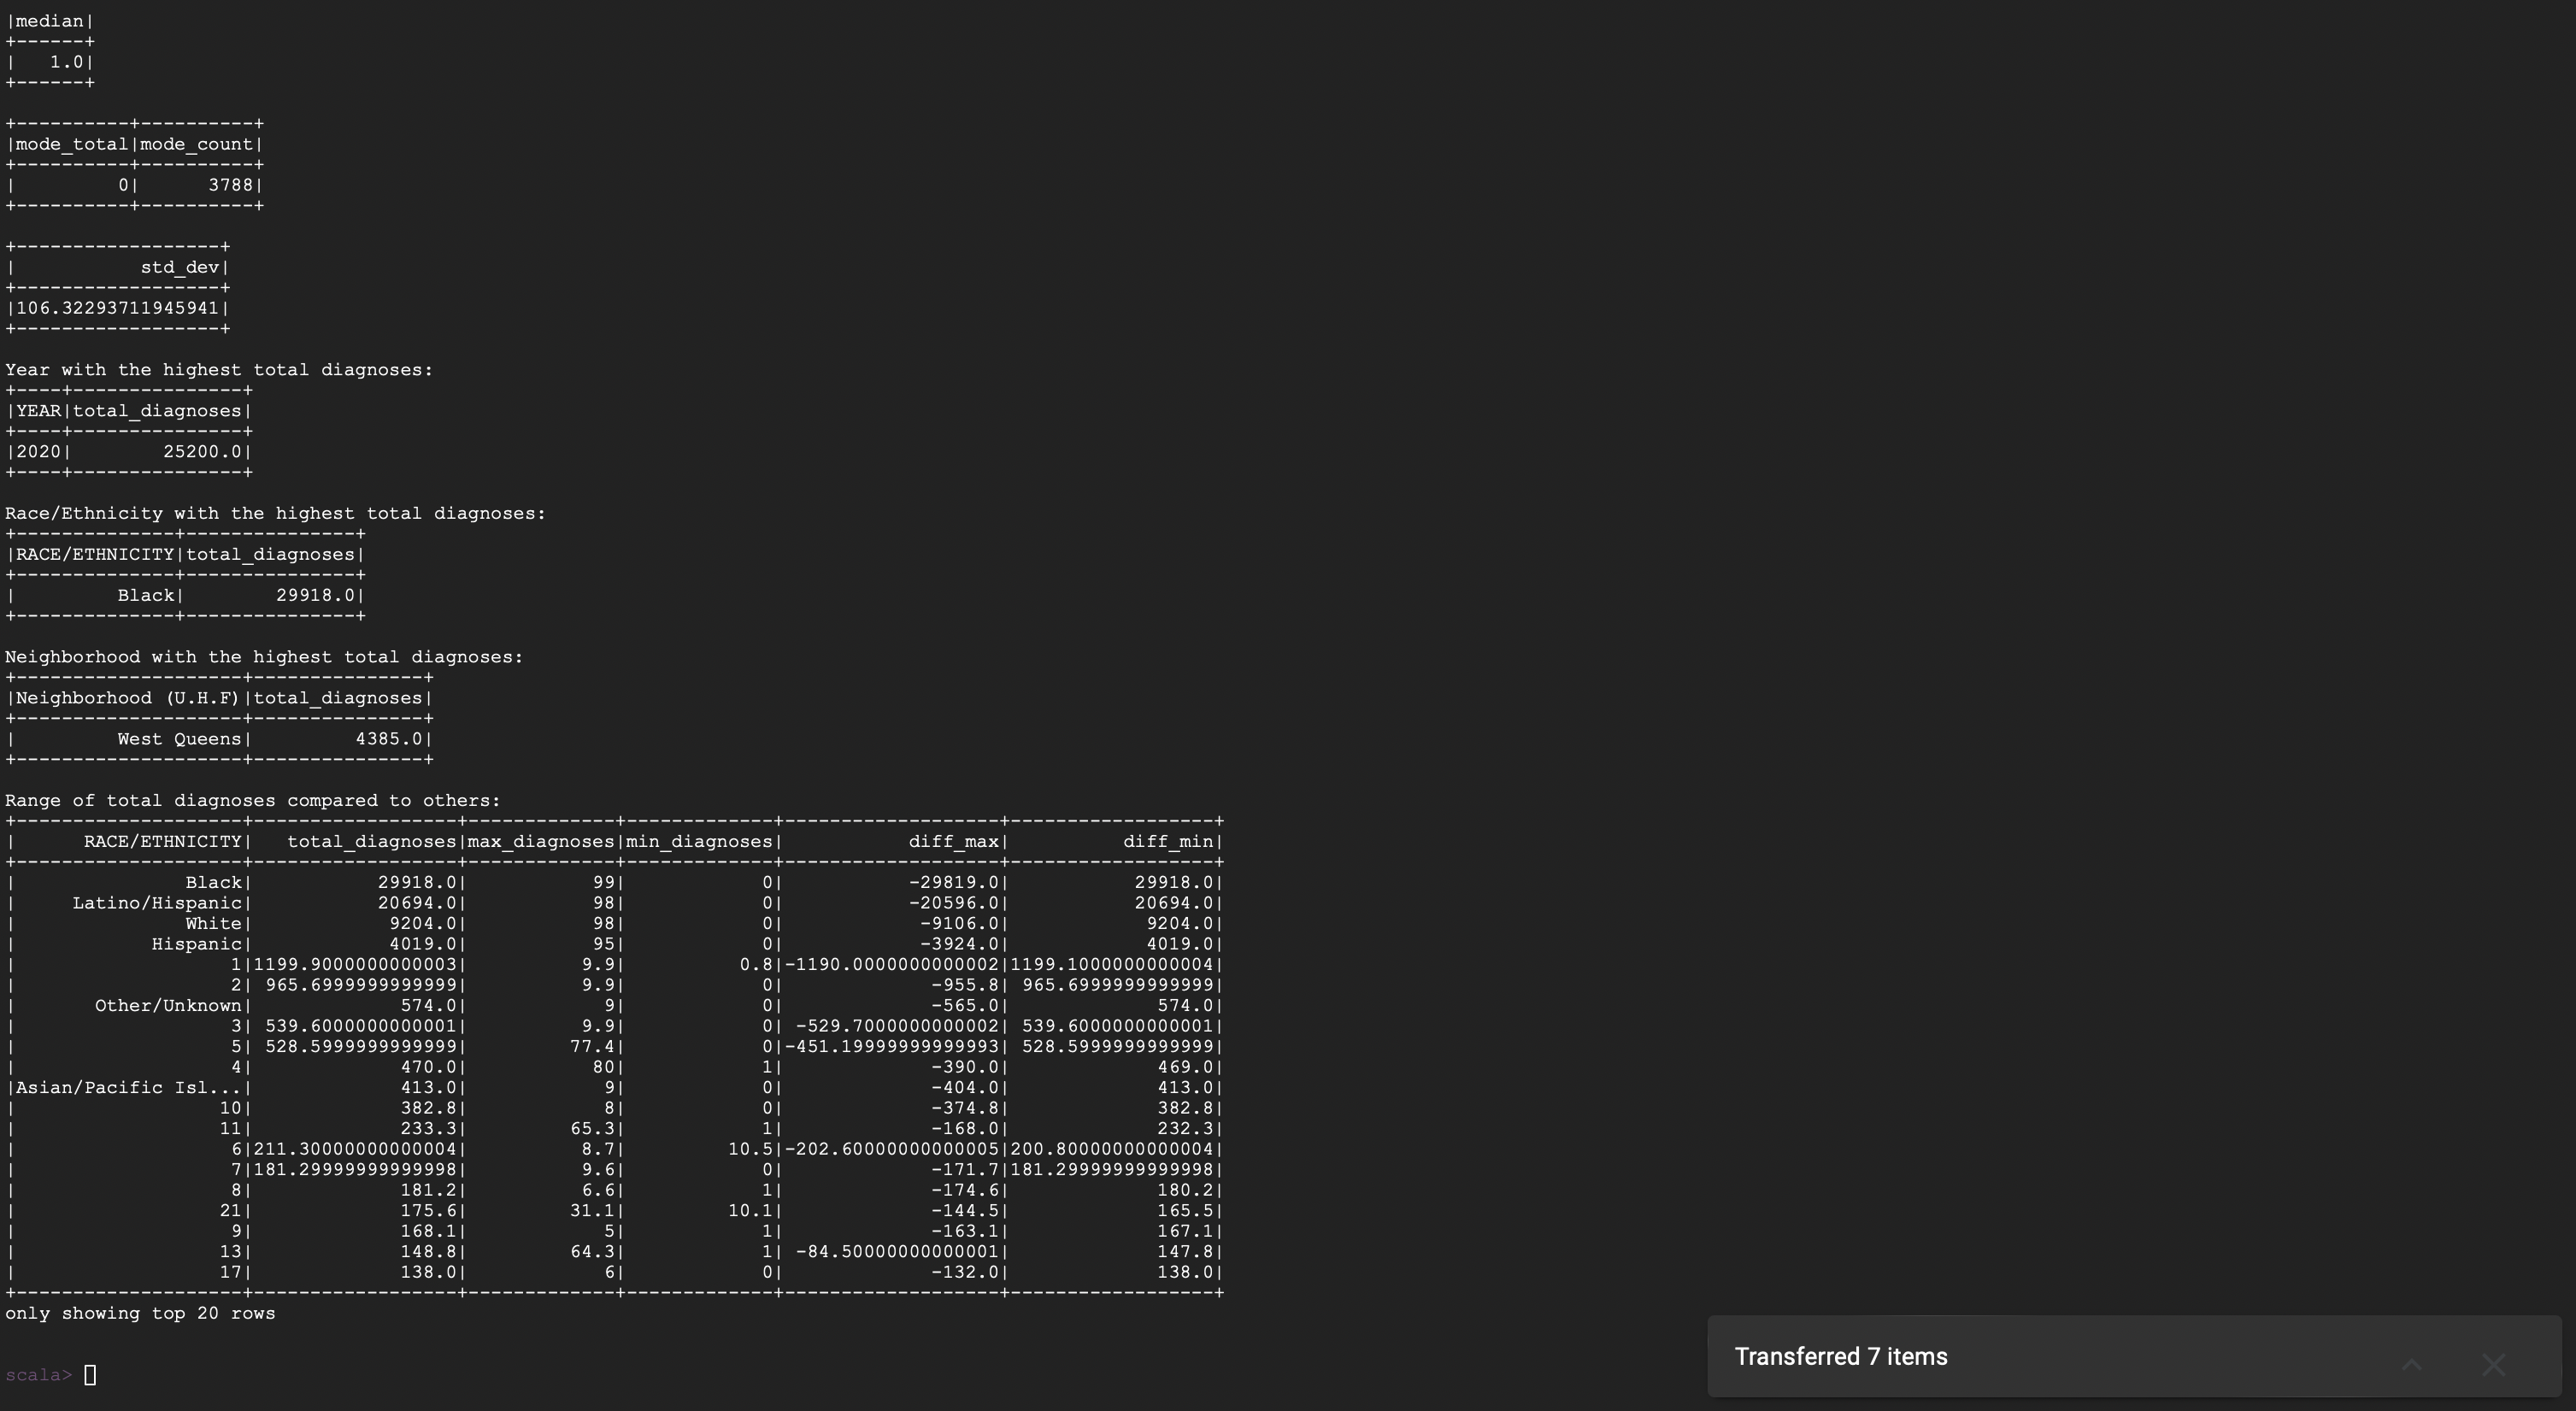 |median|
+------+
|   1.0|
+------+
+----------+----------+
|mode_total|mode_count|
+----------+----------+
|         0|      3788|
+----------+----------+
+------------------+
|           std_dev|
+------------------+
|106.32293711945941|
+------------------+
Year with the highest total diagnoses:
+----+---------------+
|YEAR|total_diagnoses|
+----+---------------+
|2020|        25200.0|
+----+---------------+
Race/Ethnicity with the highest total diagnoses:
+--------------+---------------+
|RACE/ETHNICITY|total_diagnoses|
+--------------+---------------+
|         Black|        29918.0|
+--------------+---------------+
Neighborhood with the highest total diagnoses:
+--------------------+---------------+
|Neighborhood (U.H.F)|total_diagnoses|
+--------------------+---------------+
|         West Queens|         4385.0|
+--------------------+---------------+
Range of total diagnoses compared to others:
+--------------------+------------------+-------------+-------------+-------------------+------------------+
|      RACE/ETHNICITY|   total_diagnoses|max_diagnoses|min_diagnoses|           diff_max|          diff_min|
+--------------------+------------------+-------------+-------------+-------------------+------------------+
|               Black|           29918.0|           99|            0|           -29819.0|           29918.0|
|     Latino/Hispanic|           20694.0|           98|            0|           -20596.0|           20694.0|
|               White|            9204.0|           98|            0|            -9106.0|            9204.0|
|            Hispanic|            4019.0|           95|            0|            -3924.0|            4019.0|
|                   1|1199.9000000000003|          9.9|          0.8|-1190.0000000000002|1199.1000000000004|
|                   2| 965.6999999999999|          9.9|            0|             -955.8| 965.6999999999999|
|       Other/Unknown|             574.0|            9|            0|             -565.0|             574.0|
|                   3| 539.6000000000001|          9.9|            0| -529.7000000000002| 539.6000000000001|
|                   5| 528.5999999999999|         77.4|            0|-451.19999999999993| 528.5999999999999|
|                   4|             470.0|           80|            1|             -390.0|             469.0|
|Asian/Pacific Isl...|             413.0|            9|            0|             -404.0|             413.0|
|                  10|             382.8|            8|            0|             -374.8|             382.8|
|                  11|             233.3|         65.3|            1|             -168.0|             232.3|
|                   6|211.30000000000004|          8.7|         10.5|-202.60000000000005|200.80000000000004|
|                   7|181.29999999999998|          9.6|            0|             -171.7|181.29999999999998|
|                   8|             181.2|          6.6|            1|             -174.6|             180.2|
|                  21|             175.6|         31.1|         10.1|             -144.5|             165.5|
|                   9|             168.1|            5|            1|             -163.1|             167.1|
|                  13|             148.8|         64.3|            1| -84.50000000000001|             147.8|
|                  17|             138.0|            6|            0|             -132.0|             138.0|
+--------------------+------------------+-------------+-------------+-------------------+------------------+
only showing top 20 rows
Transferred 7 items
scala>